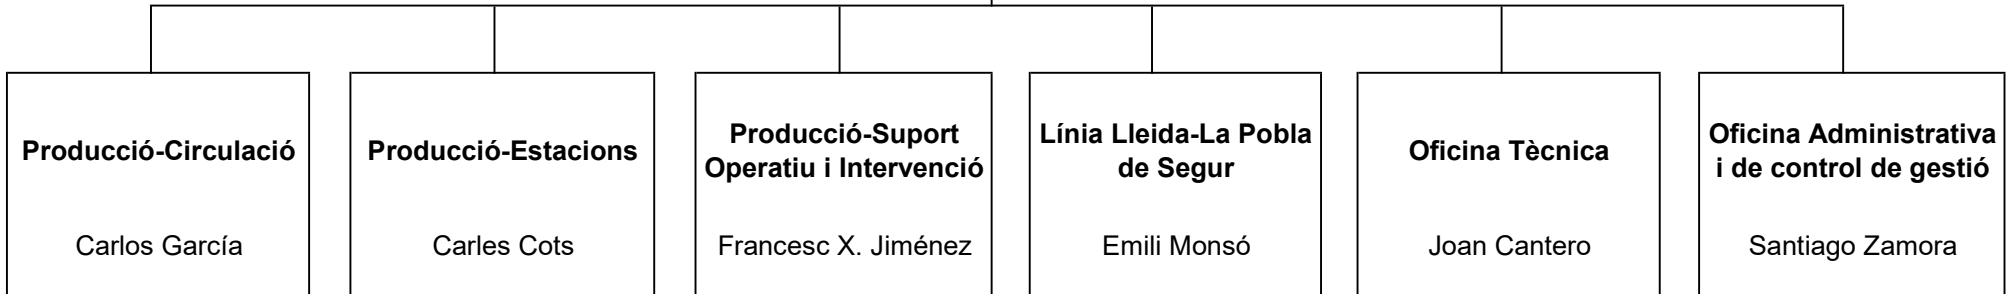 Producció-Circulació
Carlos García
Producció-Estacions
Carles Cots
Producció-Suport
Operatiu i Intervenció
Francesc X. Jiménez
Línia Lleida-La Pobla
de Segur
Emili Monsó
Oficina Tècnica
Joan Cantero
Oficina Administrativa
i de control de gestió
Santiago Zamora